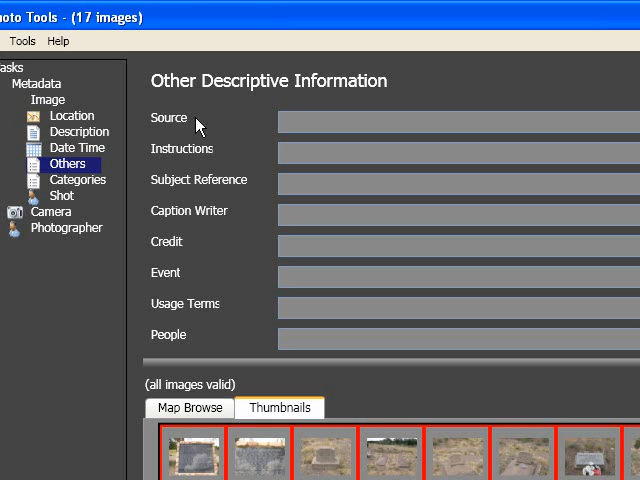 hoto Tools - (17 images)
Tools Help
asks
Metadata
Image
Location
Description
Date Time
Others
Categories
Shot
Camera
Photographer
Other Descriptive Information
Source
Instructions
Subject Reference
Caption Writer
Credit
Event
Usage Terms
People
(all images valid)
Map Browse Thumbnails